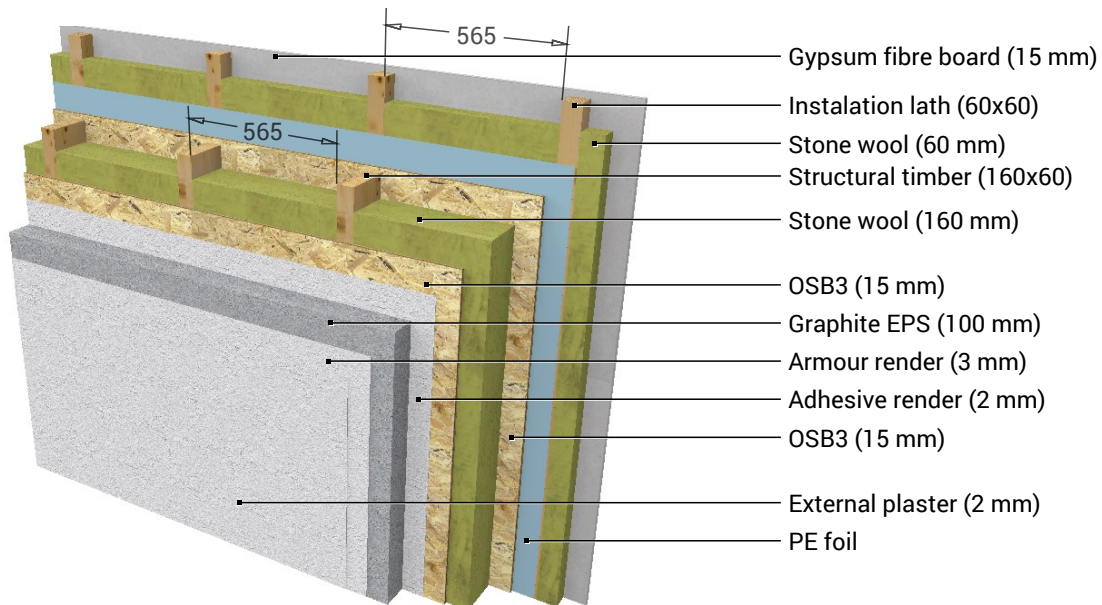 565
Gypsum fibre board (15 mm)
Instalation lath (60x60)
565
Stone wool (60 mm)
Structural timber (160x60)
Stone wool (160 mm)
OSB3 (15 mm)
Graphite EPS (100 mm)
Armour render (3 mm)
Adhesive render (2 mm)
OSB3 (15 mm)
External plaster (2 mm)
PE foil